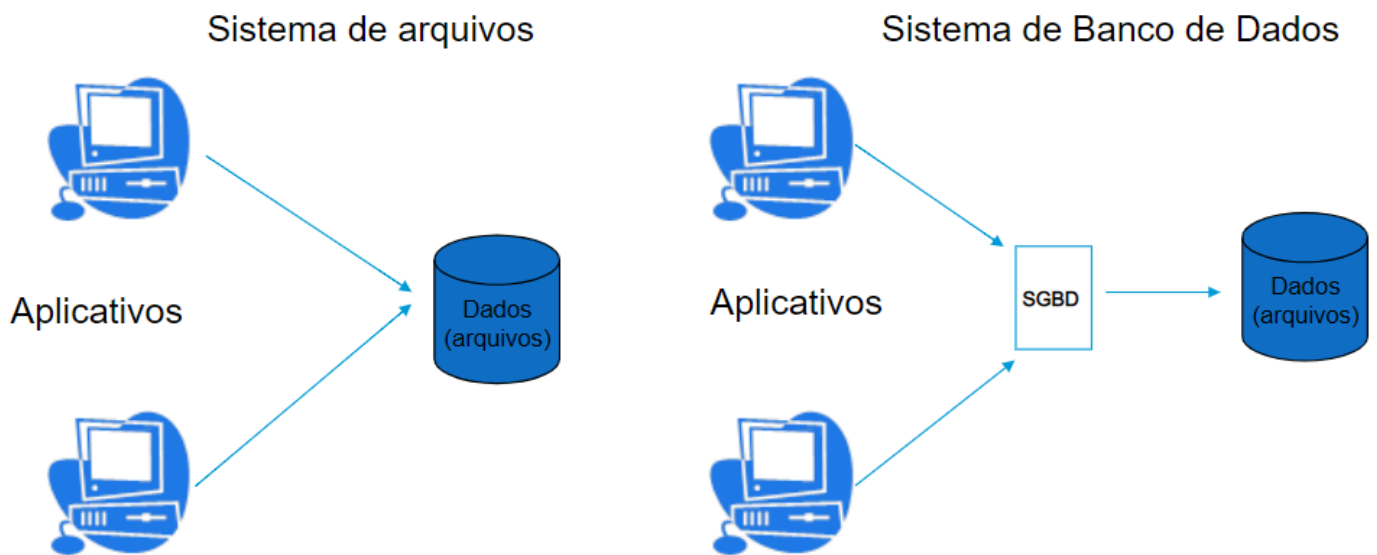 Sistema de arquivos
Aplicativos
Dados
(arquivos)
Sistema de Banco de Dados
Aplicativos
SGBD
Dados
(arquivos)